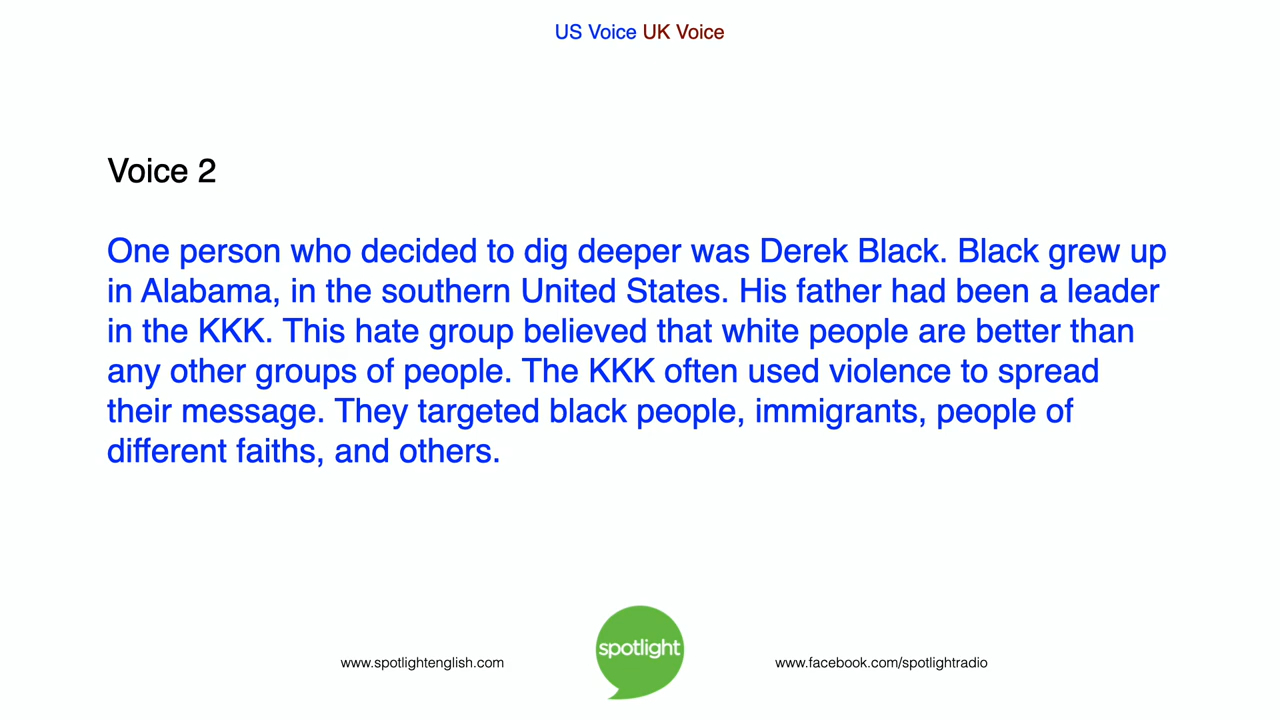 US Voice UK Voice
Voice 2
One person who decided to dig deeper was Derek Black. Black grew up
in Alabama, in the southern United States. His father had been a leader
in the KKK. This hate group believed that white people are better than
any other groups of people. The KKK often used violence to spread
their message. They targeted black people, immigrants, people of
different faiths, and others.
www.spotlightenglish.com
spotlight
www.facebook.com/spotlightradio